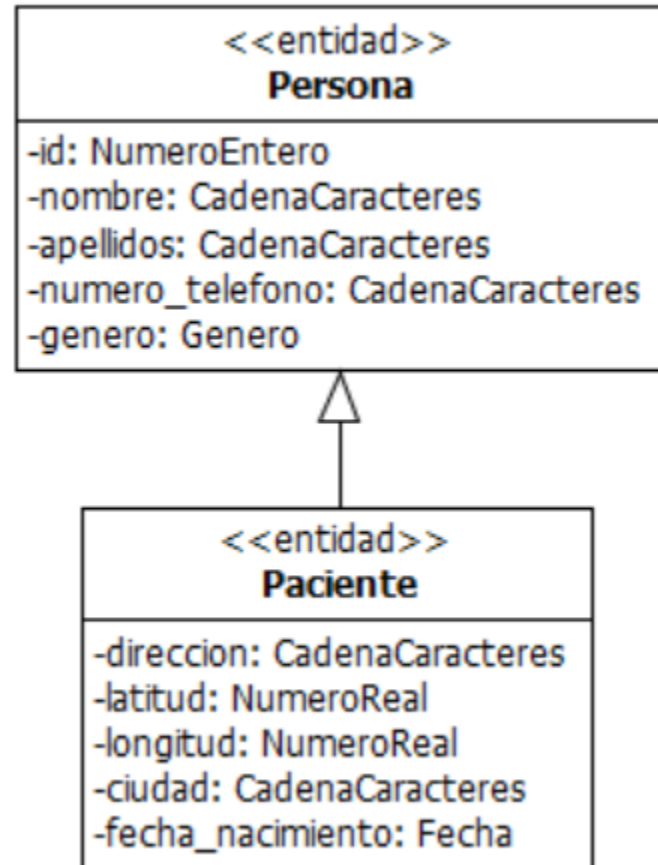 <<entidad>>
Persona
-id: NumeroEntero
-nombre: CadenaCaracteres
-apellidos: CadenaCaracteres
-numero_telefono: CadenaCaracteres
-genero: Genero
<<entidad>>
Paciente
-direccion: CadenaCaracteres
-latitud: NumeroReal
-longitud: NumeroReal
-ciudad: CadenaCaracteres
-fecha_nacimiento: Fecha